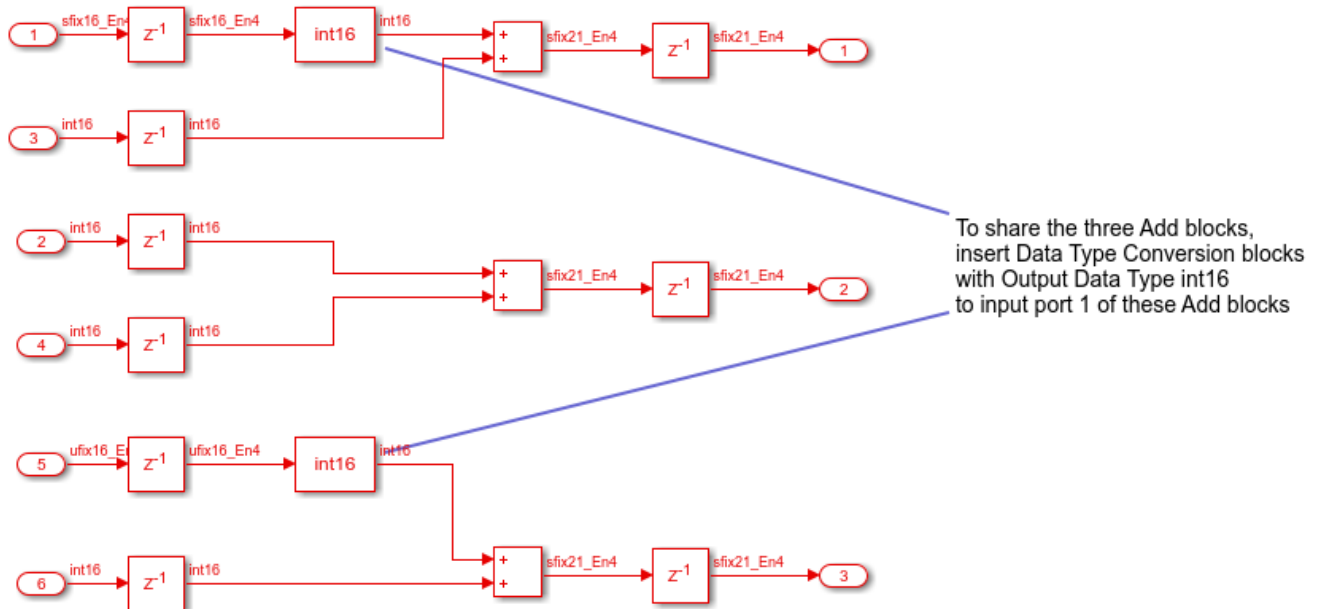 1 sfix16_En4 z-1 sfix16_En4 int16 int16 + + sfix21_En4 z-1 sfix21_En4 1
3 int16 z-1 int16
2 int16 z-1 int16 + + sfix21_En4 z-1 sfix21_En4 2
4 int16 z-1 int16
To share the three Add blocks,
insert Data Type Conversion blocks
with Output Data Type int16
to input port 1 of these Add blocks
5 z-1 ufix16_En4 int16 int16
6 int16 z-1 int16 + + sfix21_En4 z-1 sfix21_En4 3